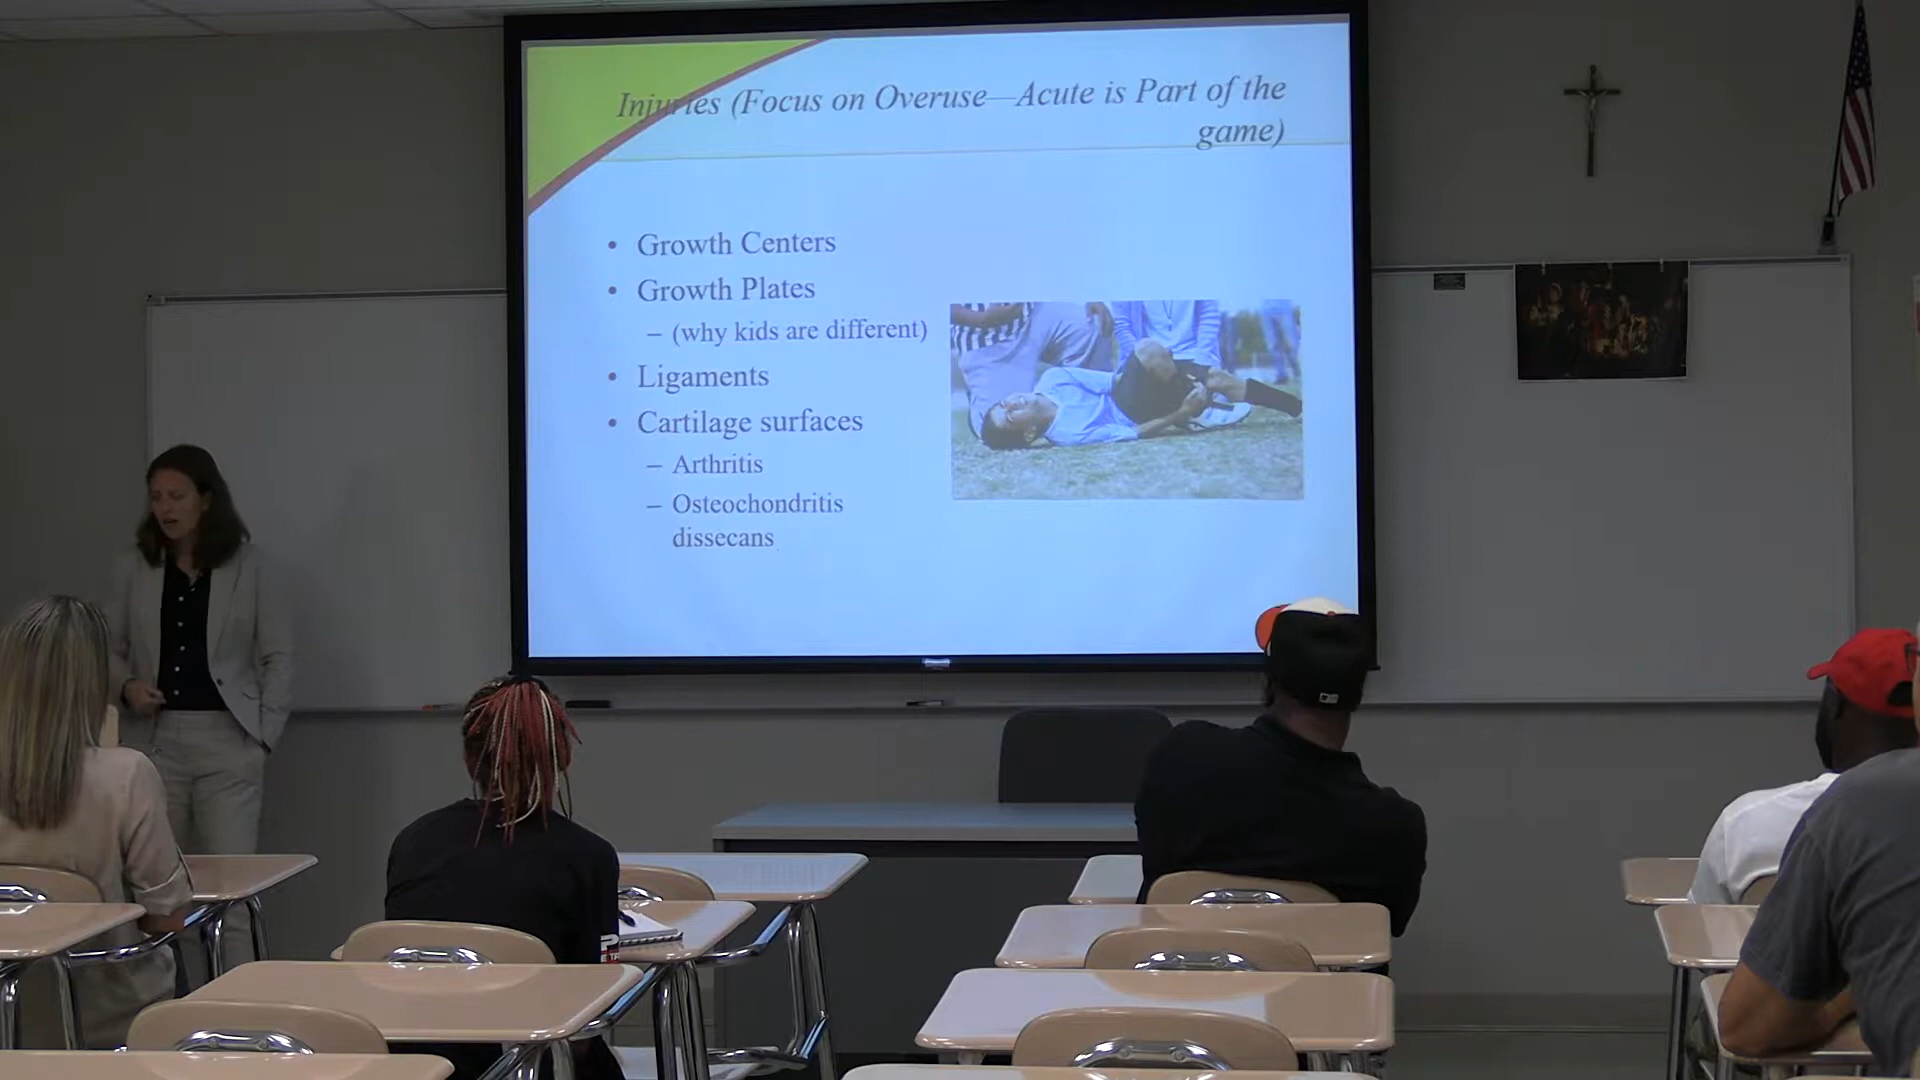 Injuries (Focus on Overuse—Acute is Part of the
game)
• Growth Centers
• Growth Plates
– (why kids are different)
• Ligaments
• Cartilage surfaces
– Arthritis
– Osteochondritis
dissecans